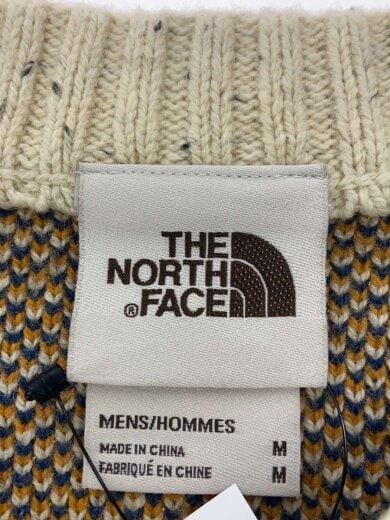 THE
NORTH
® FACE
MENS/HOMMES
MADE IN CHINA M
FABRIQUÉ EN CHINE M